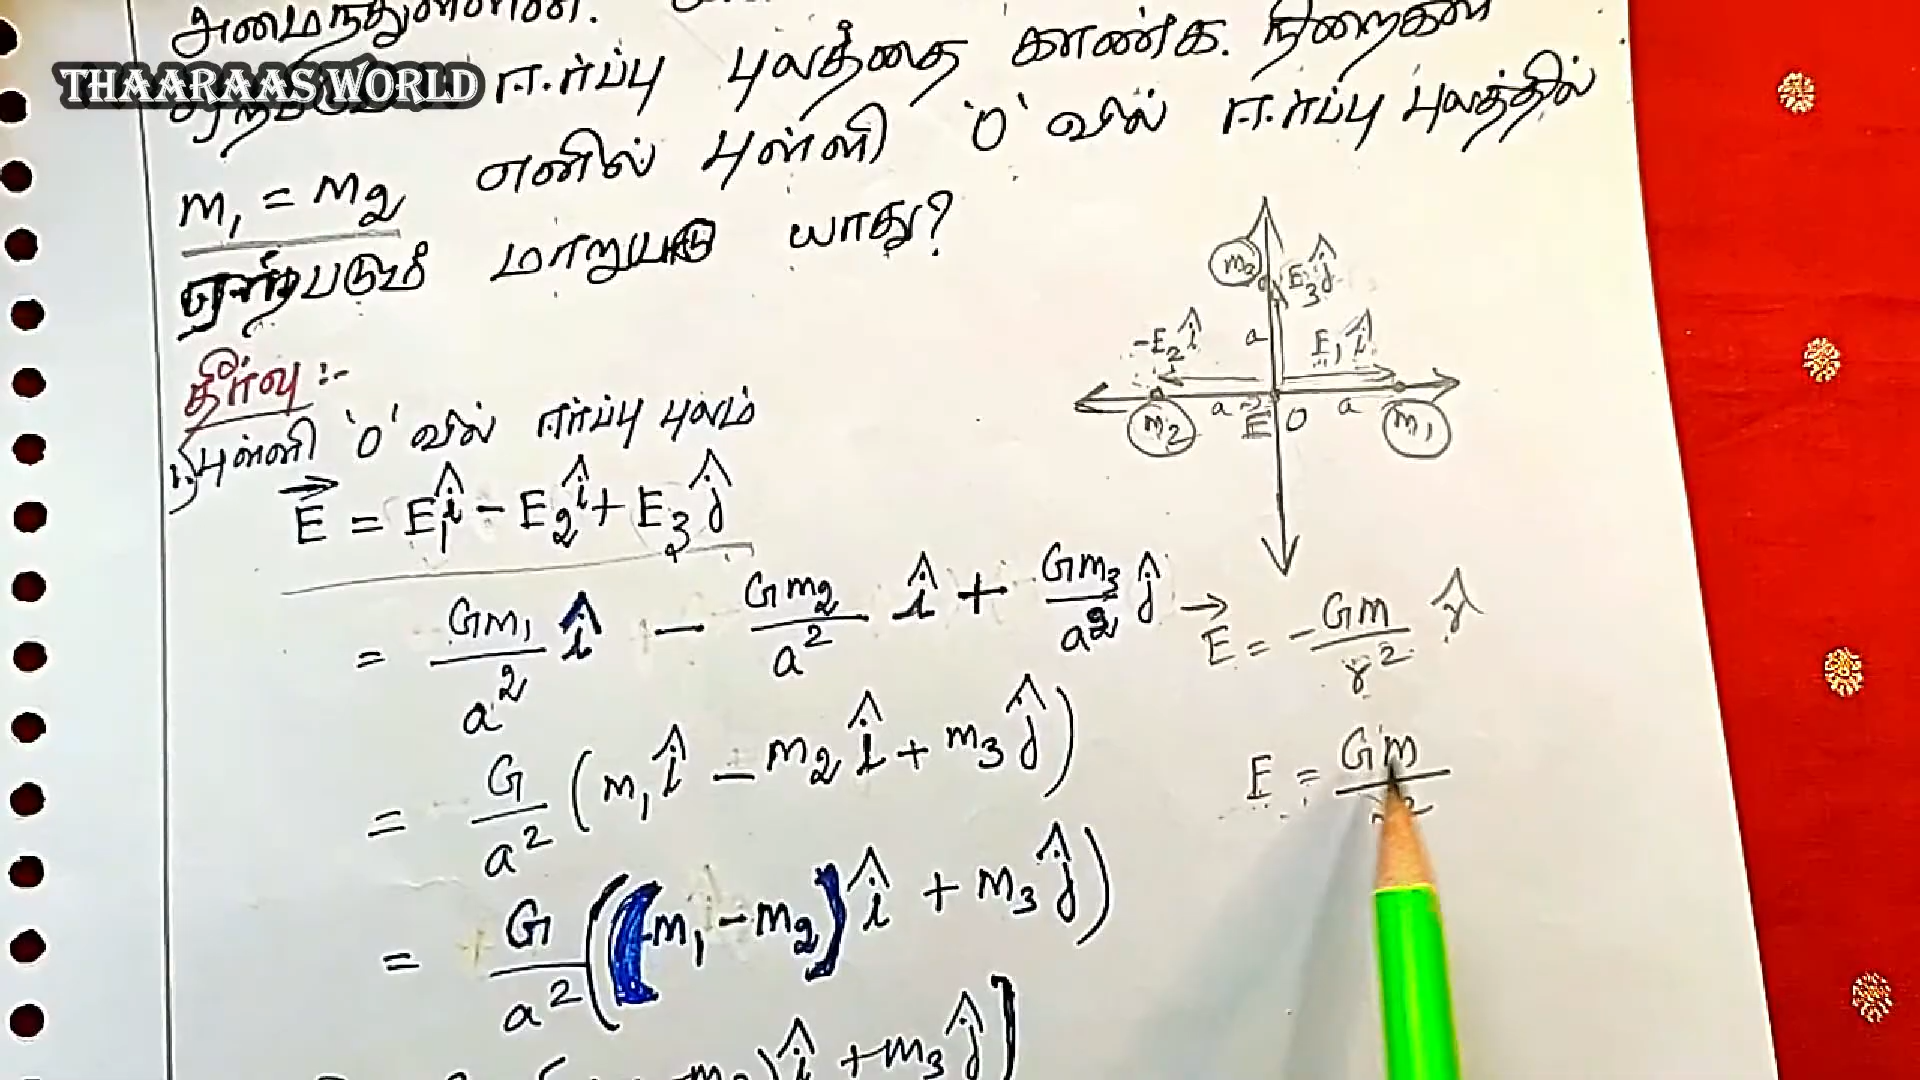 அமைந்துள்ளன.
THAARAAS WORLD
ஈர்ப்பு புலத்தை காண்க. நிறைகள்
m₁ = m₂ எனில் புள்ளி 'O' வில் ஈர்ப்பு புலத்தில்
ஏற்படும் மாறுபாடு யாது?
தீர்வு :-
புள்ளி 'O' வில் ஈர்ப்பு புலம்
E⃗ = E₁î - E₂î + E₃ĵ
= Gm₁/a² î - Gm₂/a² î + Gm₃/a² ĵ
= G/a² (m₁î - m₂î + m₃ĵ)
= G/a² ((m₁ - m₂)î + m₃ĵ)
m₂)î + m₃ĵ]
m₃ E₃ĵ
-E₂î a E₁î
m₂ a E⃗ O a m₁
E⃗ = -Gm/r² r̂
E = Gm